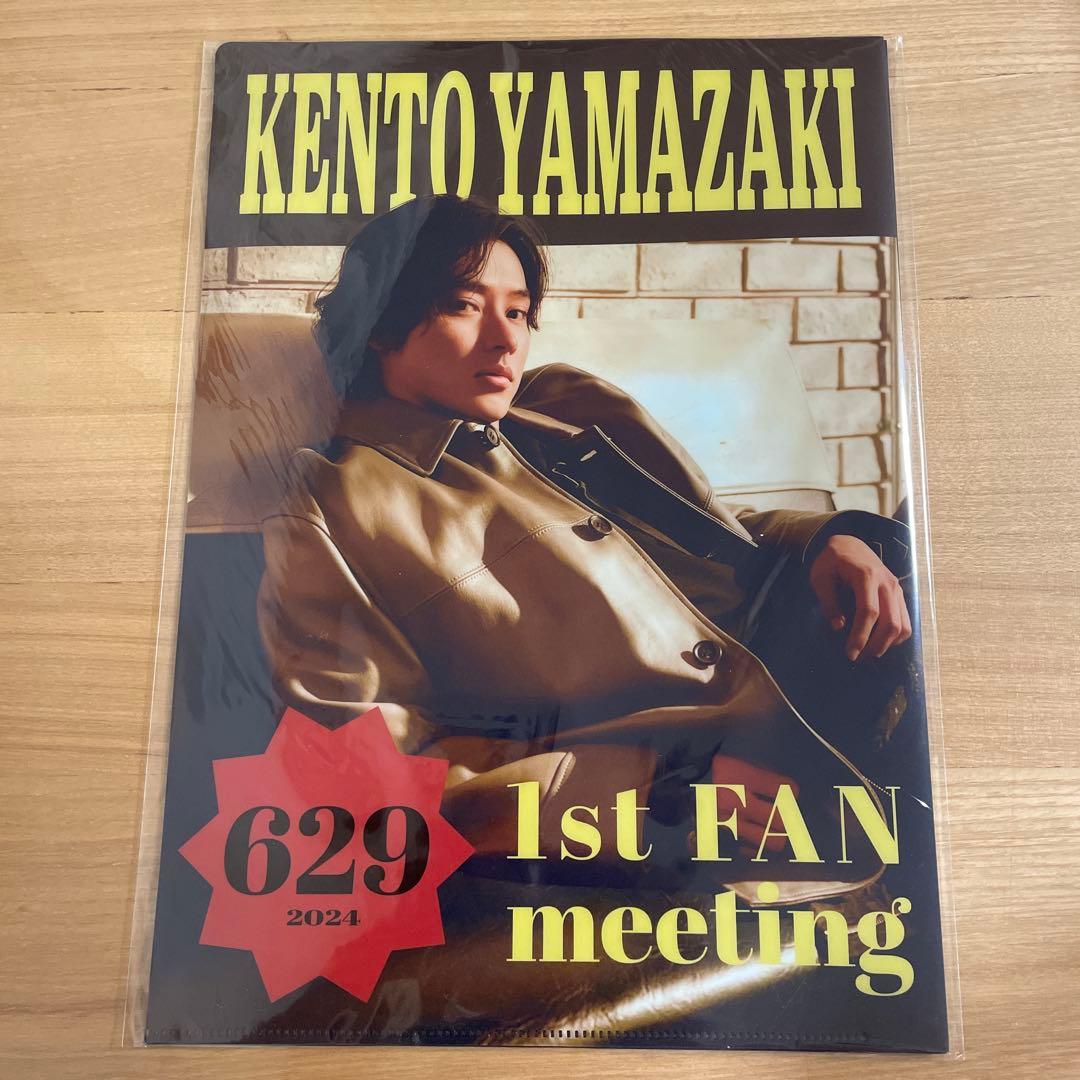 KENTO YAMAZAKI
629
2024
1st FAN
meeting